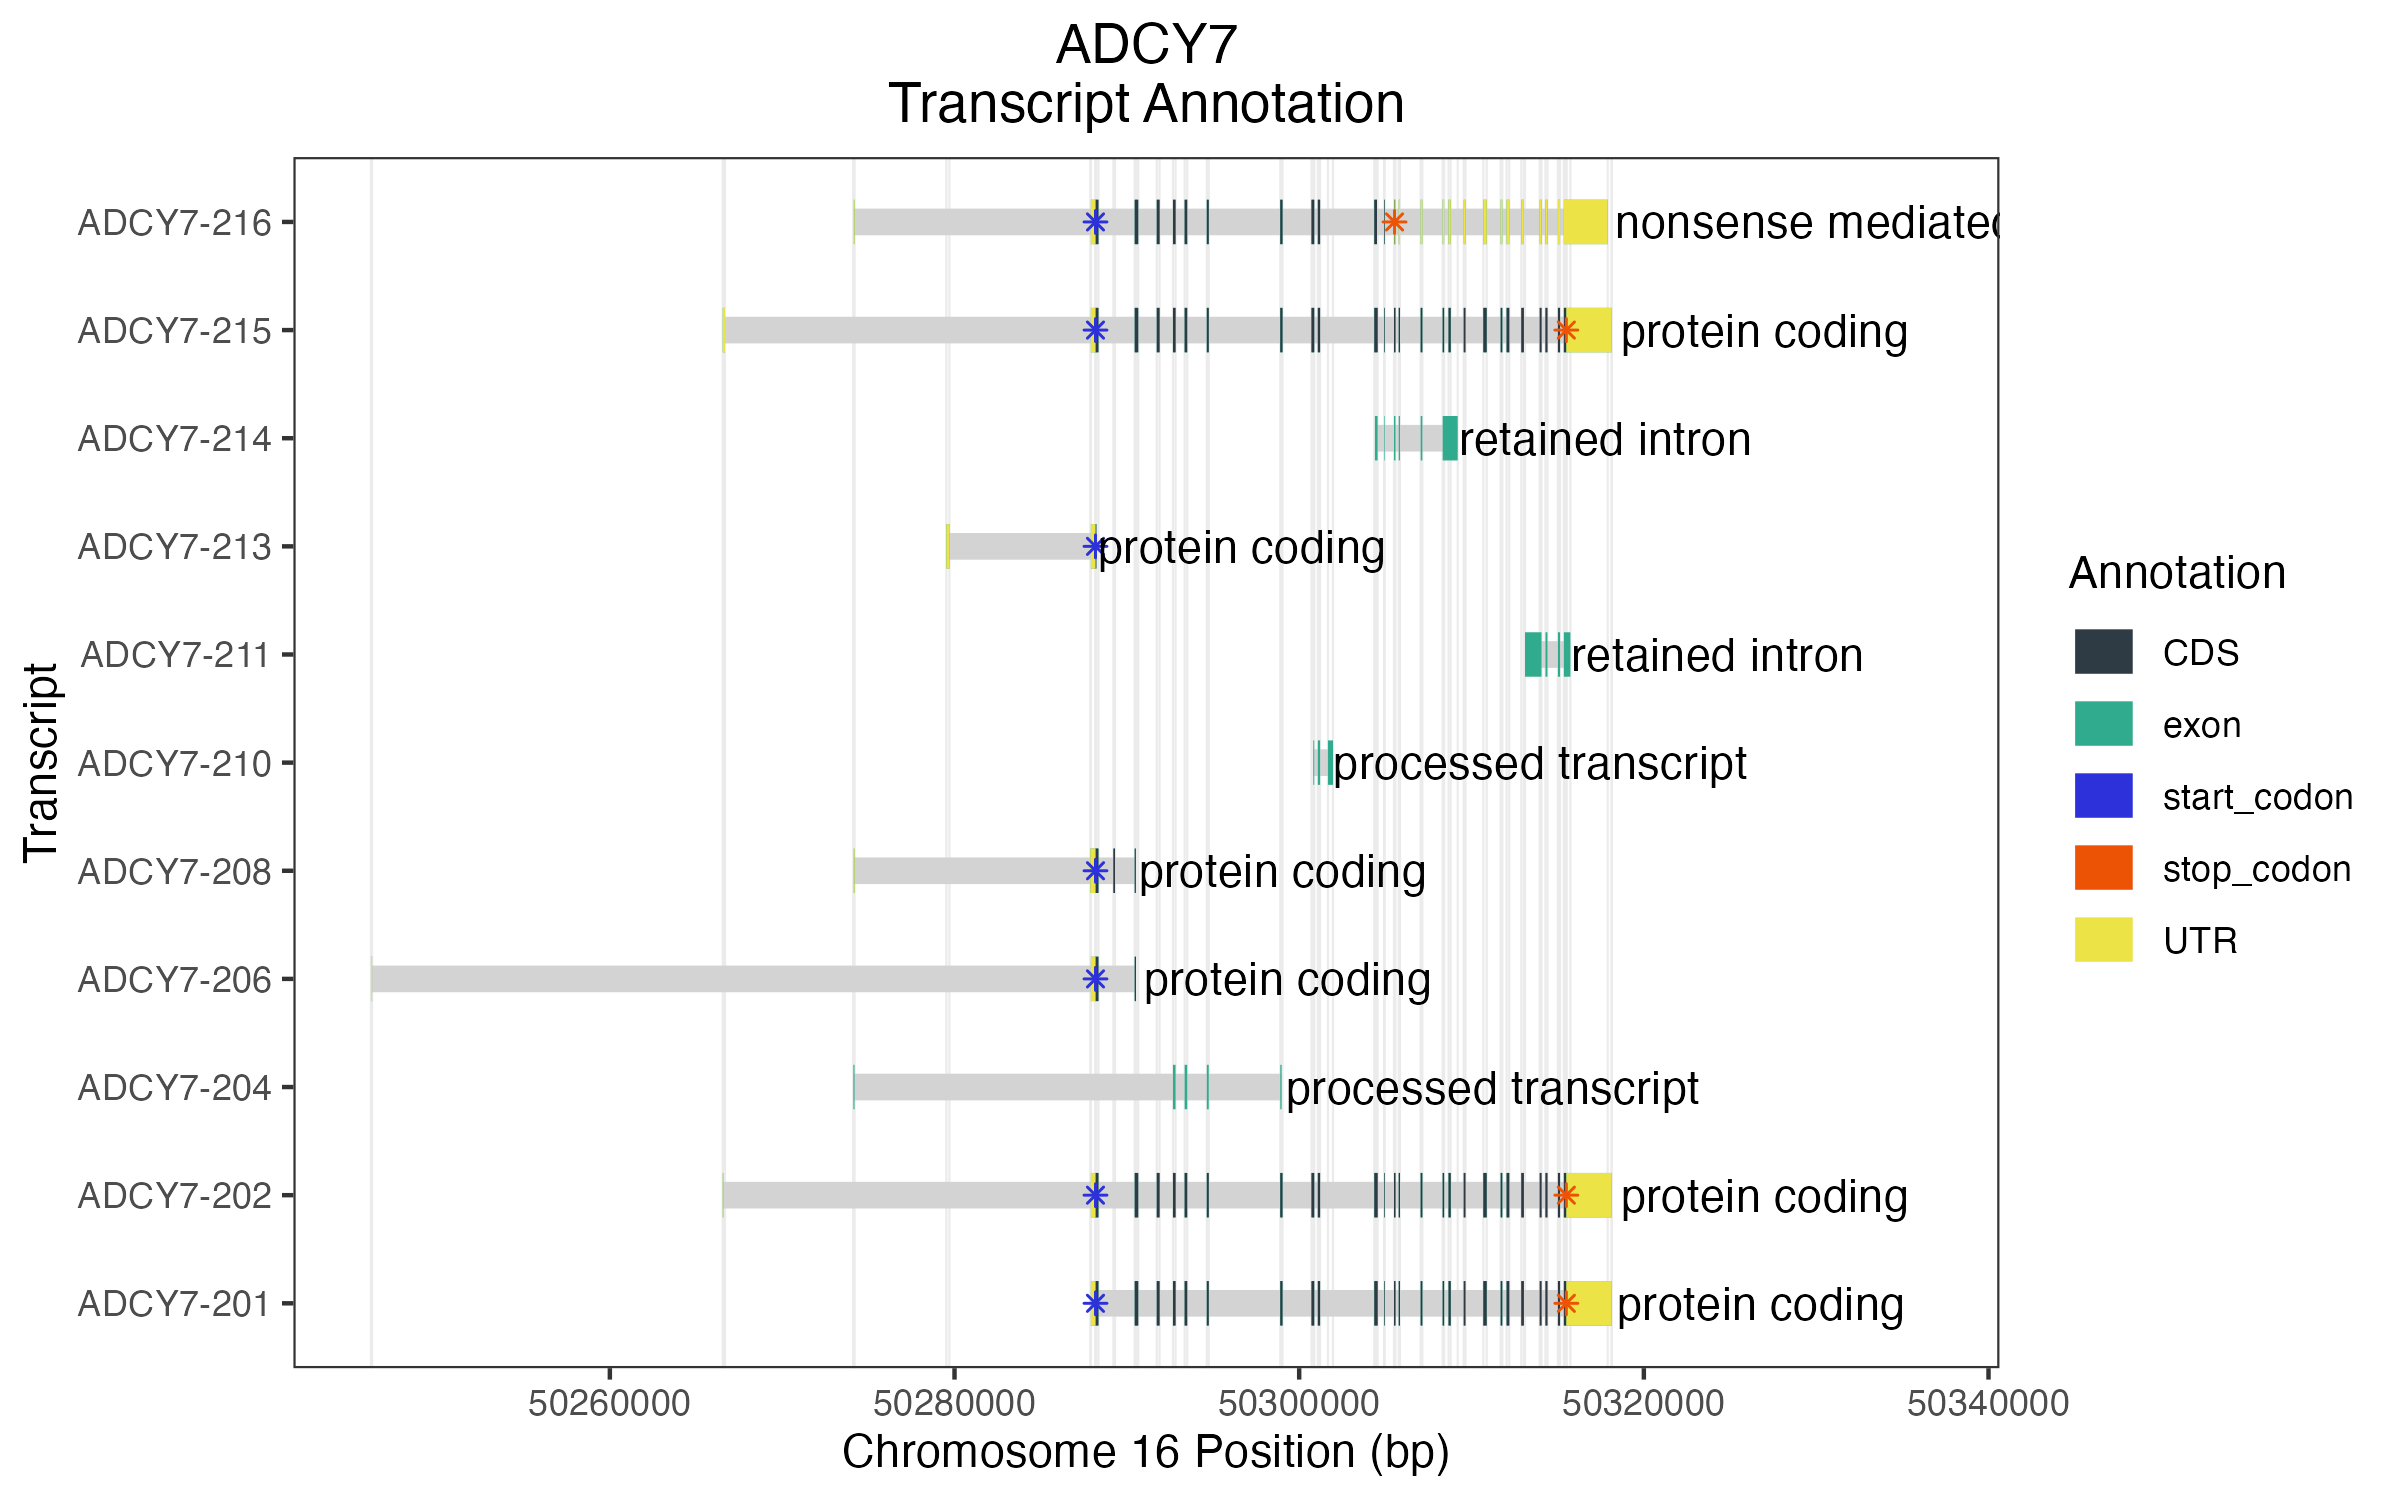 ADCY7
Transcript Annotation
Transcript
ADCY7-216
nonsense mediated
ADCY7-215
protein coding
ADCY7-214
retained intron
ADCY7-213
protein coding
ADCY7-211
retained intron
ADCY7-210
processed transcript
ADCY7-208
protein coding
ADCY7-206
protein coding
ADCY7-204
processed transcript
ADCY7-202
protein coding
ADCY7-201
protein coding
50260000 50280000 50300000 50320000 50340000
Chromosome 16 Position (bp)
Annotation
CDS
exon
start_codon
stop_codon
UTR